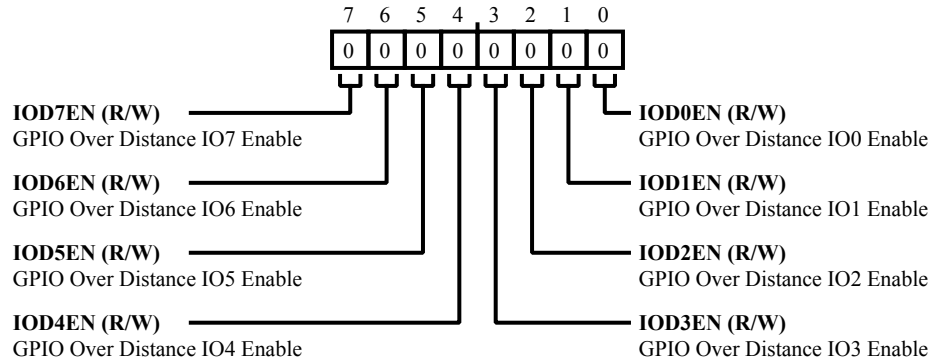 7 6 5 4 3 2 1 0
0 0 0 0 0 0 0 0
IOD7EN (R/W)
GPIO Over Distance IO7 Enable
IOD6EN (R/W)
GPIO Over Distance IO6 Enable
IOD5EN (R/W)
GPIO Over Distance IO5 Enable
IOD4EN (R/W)
GPIO Over Distance IO4 Enable
IOD0EN (R/W)
GPIO Over Distance IO0 Enable
IOD1EN (R/W)
GPIO Over Distance IO1 Enable
IOD2EN (R/W)
GPIO Over Distance IO2 Enable
IOD3EN (R/W)
GPIO Over Distance IO3 Enable